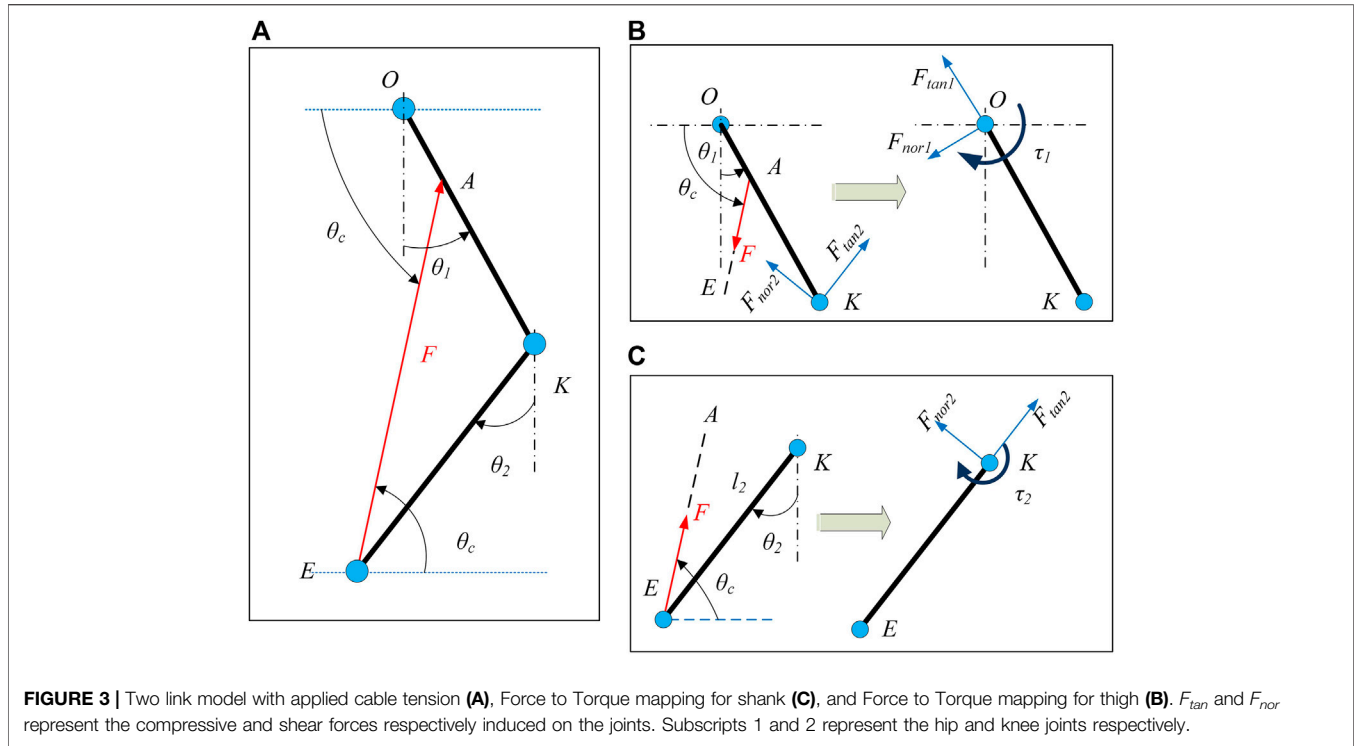 A
O
A
θc
θ1
F
K
θ2
E
θc
B
O
θ1
A
θc
F
E
Fnor2
Ftan2
K
Ftan1
O
Fnor1
τ1
K
C
A
F
l2
K
θ2
E
θc
Fnor2
Ftan2
K
τ2
E
FIGURE 3 | Two link model with applied cable tension (A), Force to Torque mapping for shank (C), and Force to Torque mapping for thigh (B). Ftan and Fnor
represent the compressive and shear forces respectively induced on the joints. Subscripts 1 and 2 represent the hip and knee joints respectively.